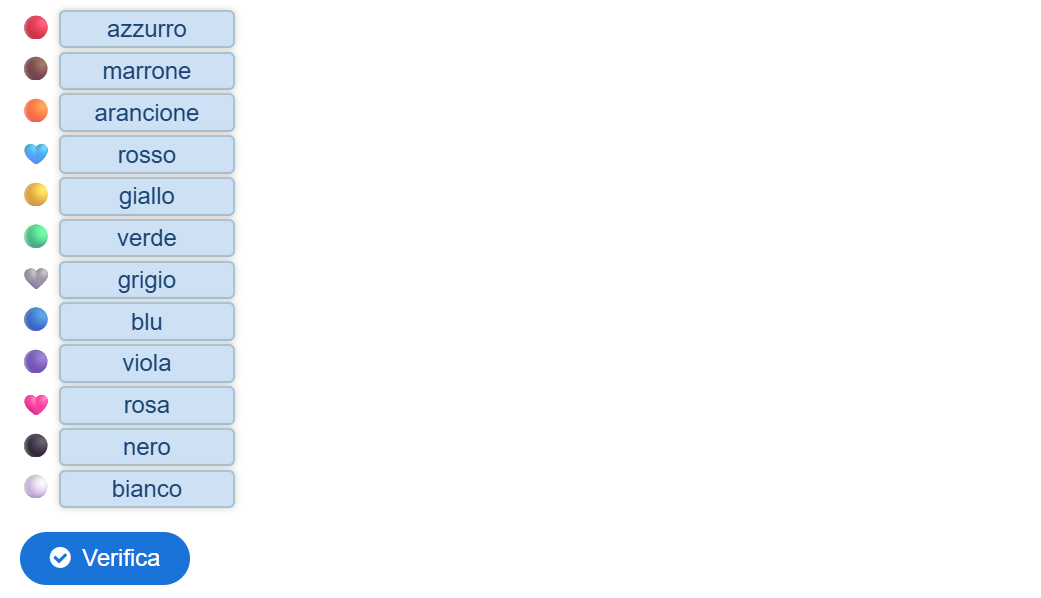 azzurro
marrone
arancione
rosso
giallo
verde
grigio
blu
viola
rosa
nero
bianco
Verifica